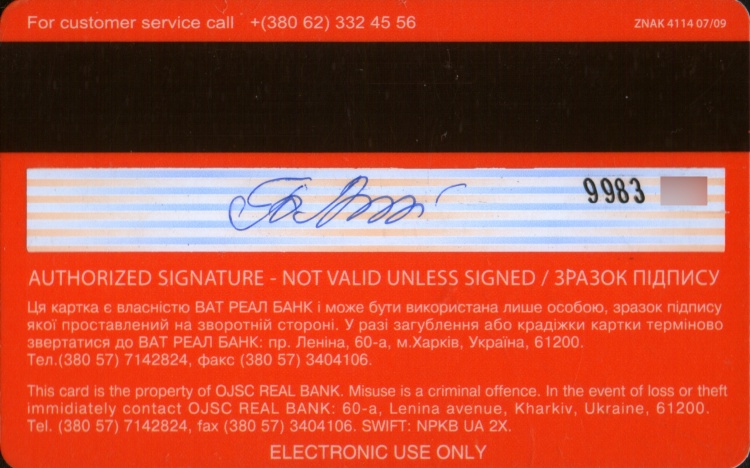 For customer service call +(380 62) 332 45 56
ZNAK 4114 07/09
9983
AUTHORIZED SIGNATURE - NOT VALID UNLESS SIGNED / ЗРАЗОК ПІДПИСУ
Ця картка є власністю ВАТ РЕАЛ БАНК і може бути використана лише особою, зразок підпису
якої проставлений на зворотній стороні. У разі загублення або крадіжки картки терміново
звертатися до ВАТ РЕАЛ БАНК: пр. Леніна, 60-а, м.Харків, Україна, 61200.
Тел.(380 57) 7142824, факс (380 57) 3404106.
This card is the property of OJSC REAL BANK. Misuse is a criminal offence. In the event of loss or theft
immidiately contact OJSC REAL BANK: 60-a, Lenina avenue, Kharkiv, Ukraine, 61200.
Tel. (380 57) 7142824, fax (380 57) 3404106. SWIFT: NPKB UA 2X.
ELECTRONIC USE ONLY